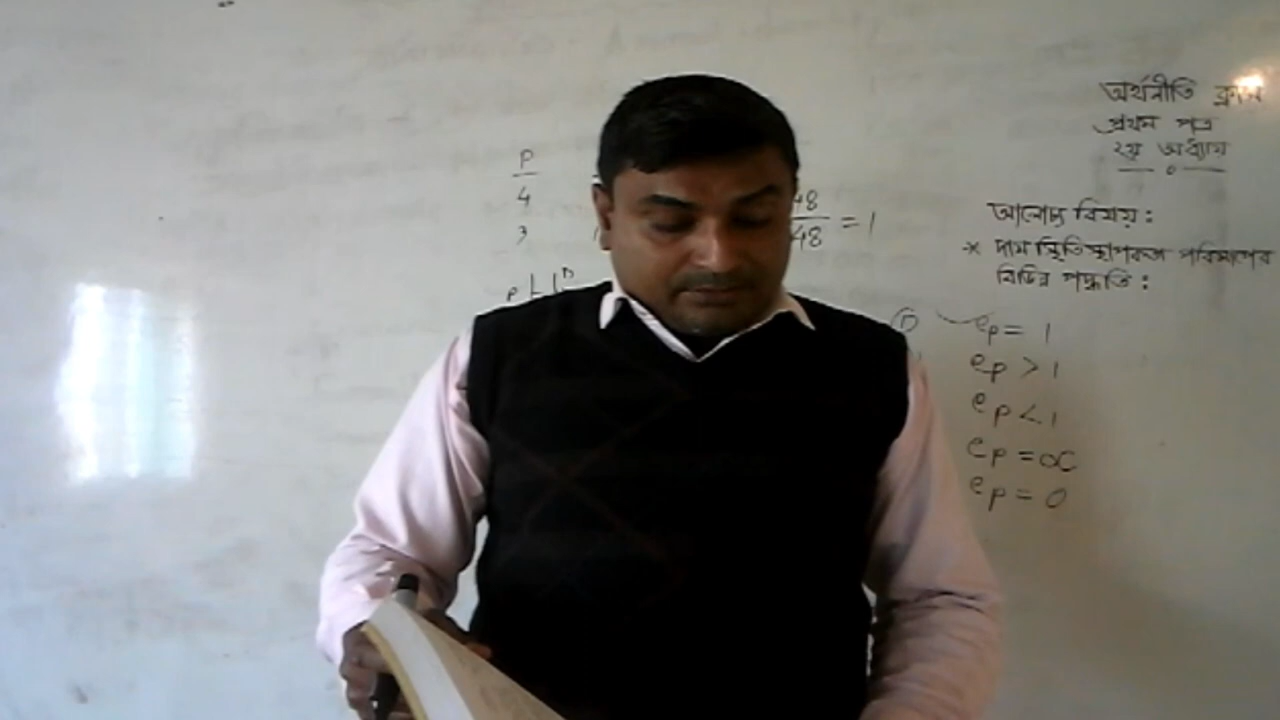 অর্থনীতি ক্লাস
প্রথম পত্র
২য় অধ্যায়
আলোচ্য বিষয় :
* দাম স্থিতিস্থাপকতা পরিমাপের
বিভিন্ন পদ্ধতি :
P
4
3
48
48 = 1
P
D
① ep = 1
ep > 1
ep < 1
ep = ∝
ep = 0